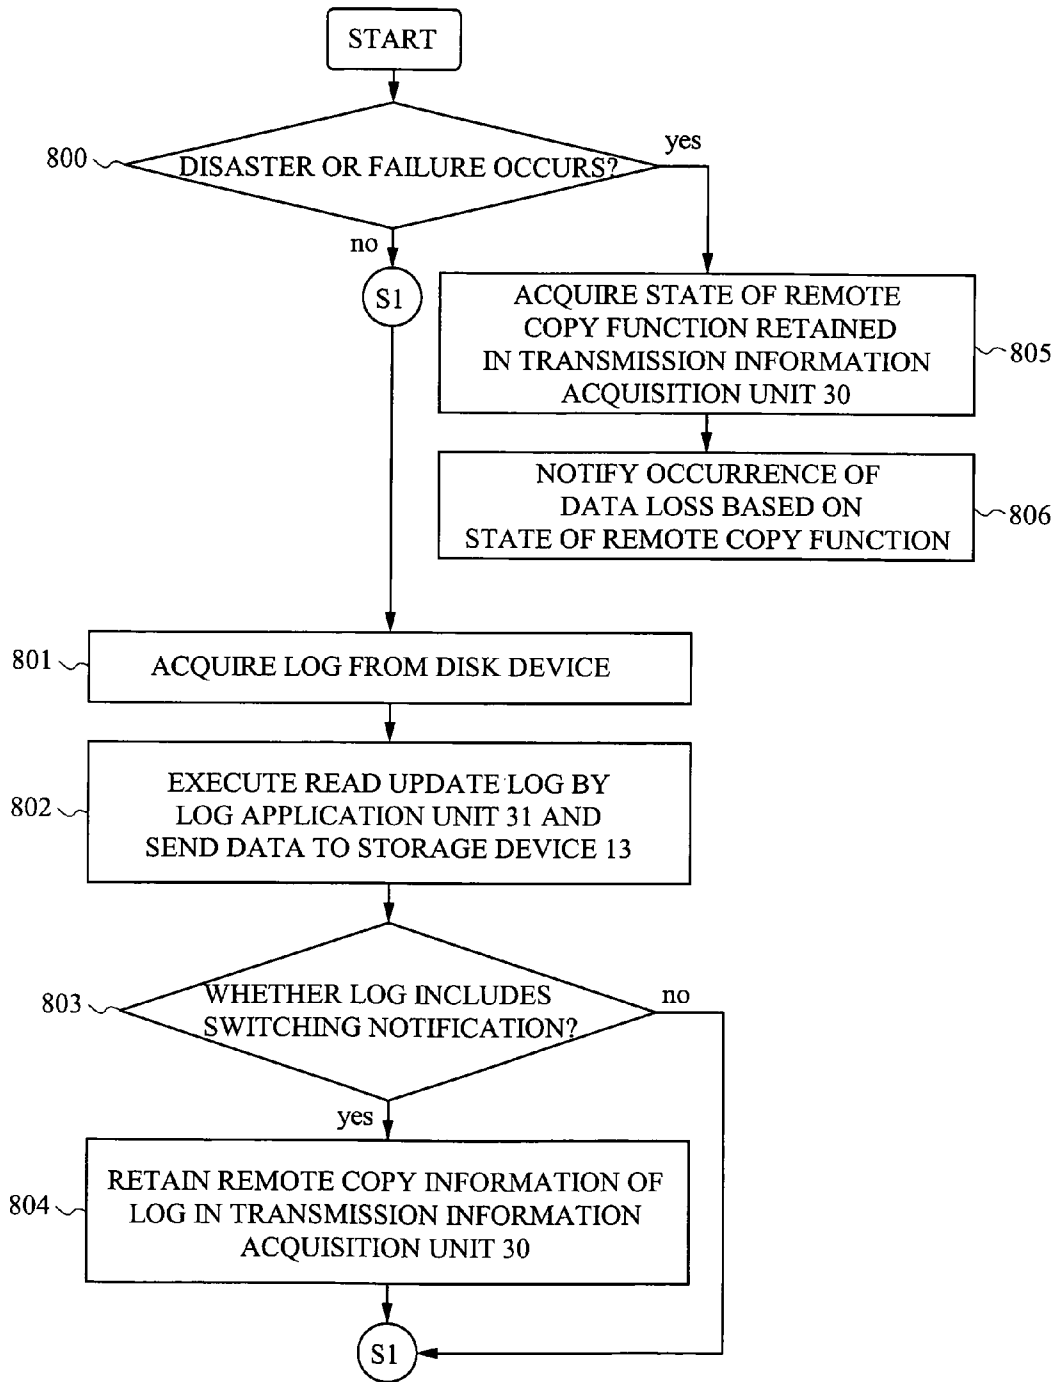 START
800
DISASTER OR FAILURE OCCURS?
yes
no
S1
ACQUIRE STATE OF REMOTE
COPY FUNCTION RETAINED
IN TRANSMISSION INFORMATION
ACQUISITION UNIT 30
805
NOTIFY OCCURRENCE OF
DATA LOSS BASED ON
STATE OF REMOTE COPY FUNCTION
806
801
ACQUIRE LOG FROM DISK DEVICE
802
EXECUTE READ UPDATE LOG BY
LOG APPLICATION UNIT 31 AND
SEND DATA TO STORAGE DEVICE 13
803
WHETHER LOG INCLUDES
SWITCHING NOTIFICATION?
no
yes
804
RETAIN REMOTE COPY INFORMATION OF
LOG IN TRANSMISSION INFORMATION
ACQUISITION UNIT 30
S1